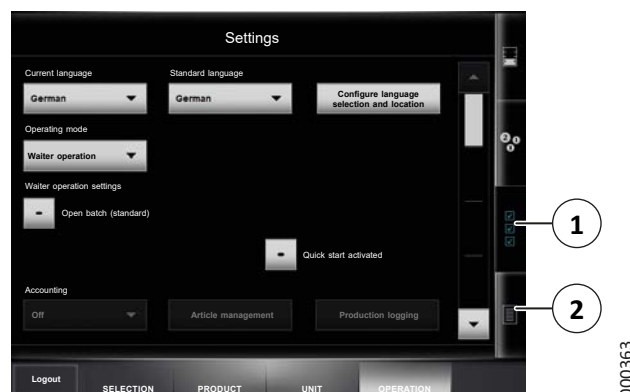 Settings
Current language
Standard language
German
German
Configure language
selection and location
Operating mode
Waiter operation
Waiter operation settings
- Open batch (standard)
- Quick start activated
Accounting
Off
Article management
Production logging
Logout
SELECTION
PRODUCT
UNIT
OPERATION
1
2